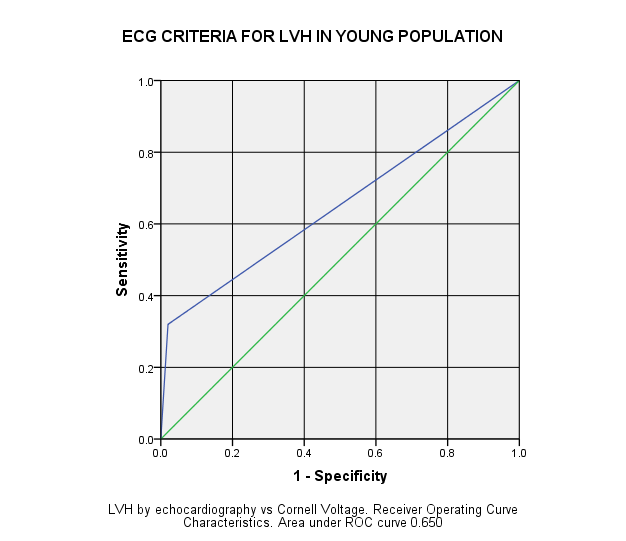 ECG CRITERIA FOR LVH IN YOUNG POPULATION
1.0
0.8
0.6
0.4
0.2
0.0
Sensitivity
0.0 0.2 0.4 0.6 0.8 1.0
1 - Specificity
LVH by echocardiography vs Cornell Voltage. Receiver Operating Curve
Characteristics. Area under ROC curve 0.650